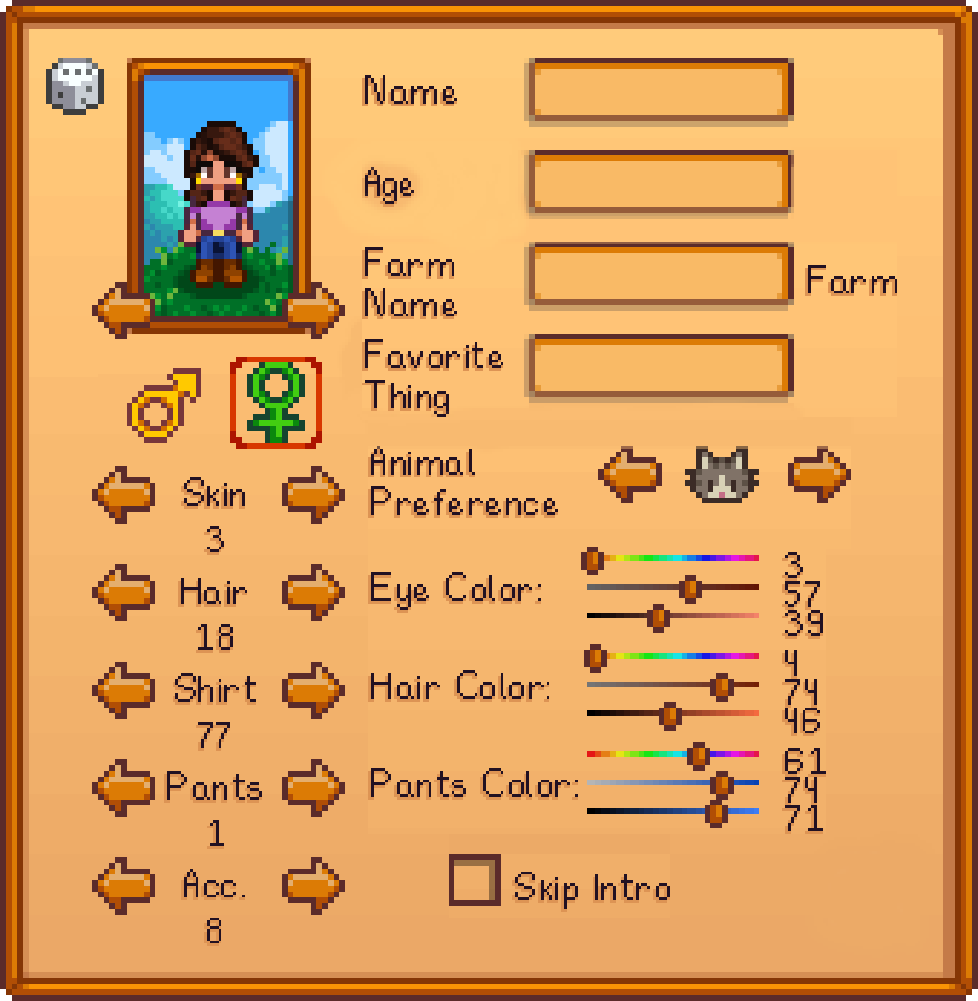 Name
Age
Farm
Name
Farm
Favorite
Thing
Animal
Preference
Skin
3
Hair
18
Shirt
77
Pants
1
Acc.
8
Eye Color:
3
57
39
Hair Color:
4
74
46
Pants Color:
61
74
71
Skip Intro